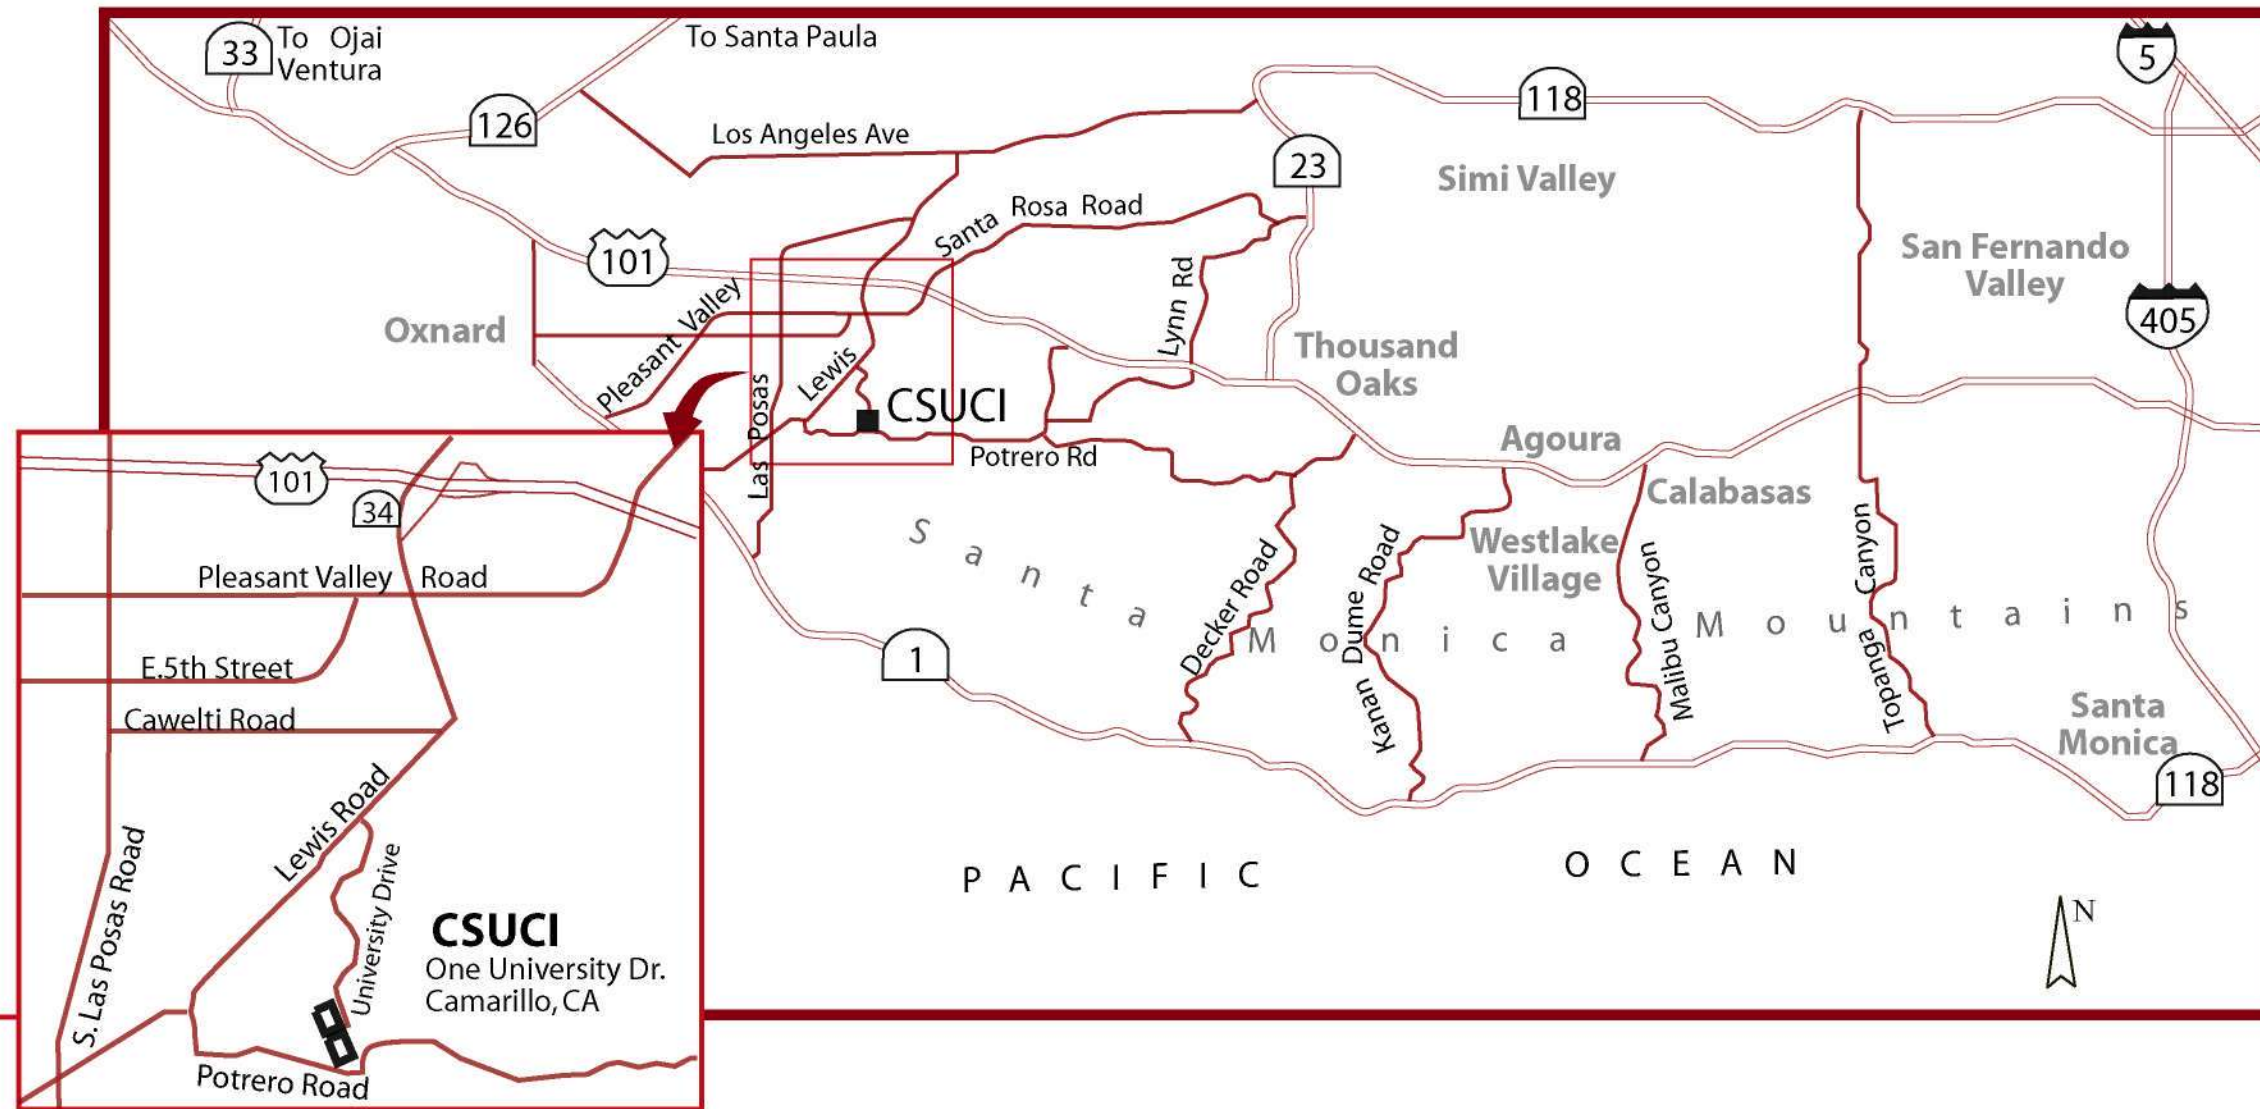 33
To Ojai
Ventura
To Santa Paula
126
Los Angeles Ave
118
5
23
Simi Valley
Santa Rosa Road
101
San Fernando
Valley
Pleasant Valley
Lynn Rd
Oxnard
405
Thousand
Oaks
Lewis
Las Posas
CSUCI
Potrero Rd
Agoura
Calabasas
Westlake
Village
Santa Monica Mountains
Decker Road
Kanan Dume Road
Malibu Canyon
Topanga Canyon
1
Santa
Monica
118
PACIFIC OCEAN
N
101
34
Pleasant Valley Road
E.5th Street
Cawelti Road
Lewis Road
S. Las Posas Road
University Drive
CSUCI
One University Dr.
Camarillo, CA
Potrero Road